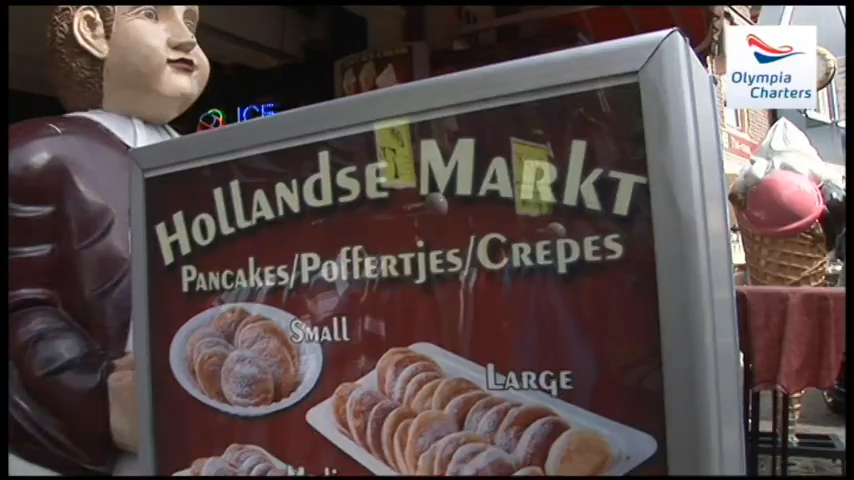 Olympia
Charters
ICE
Hollandse Markt
Pancakes/Poffertjes/Crepes
Small
Large